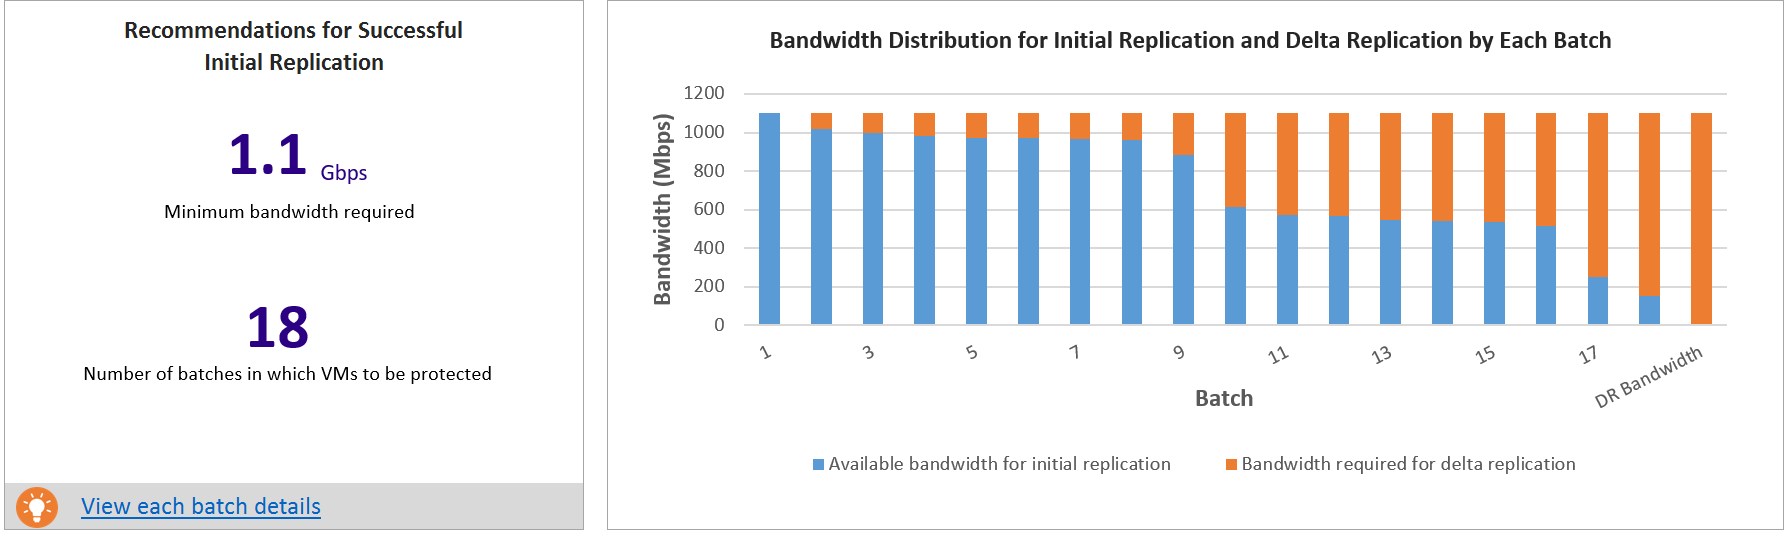 Recommendations for Successful
Initial Replication
1.1 Gbps
Minimum bandwidth required
18
Number of batches in which VMs to be protected
View each batch details
Bandwidth Distribution for Initial Replication and Delta Replication by Each Batch
Bandwidth (Mbps)
1200
1000
800
600
400
200
0
1 3 5 7 9 11 13 15 17 DR Bandwidth
Batch
Available bandwidth for initial replication Bandwidth required for delta replication